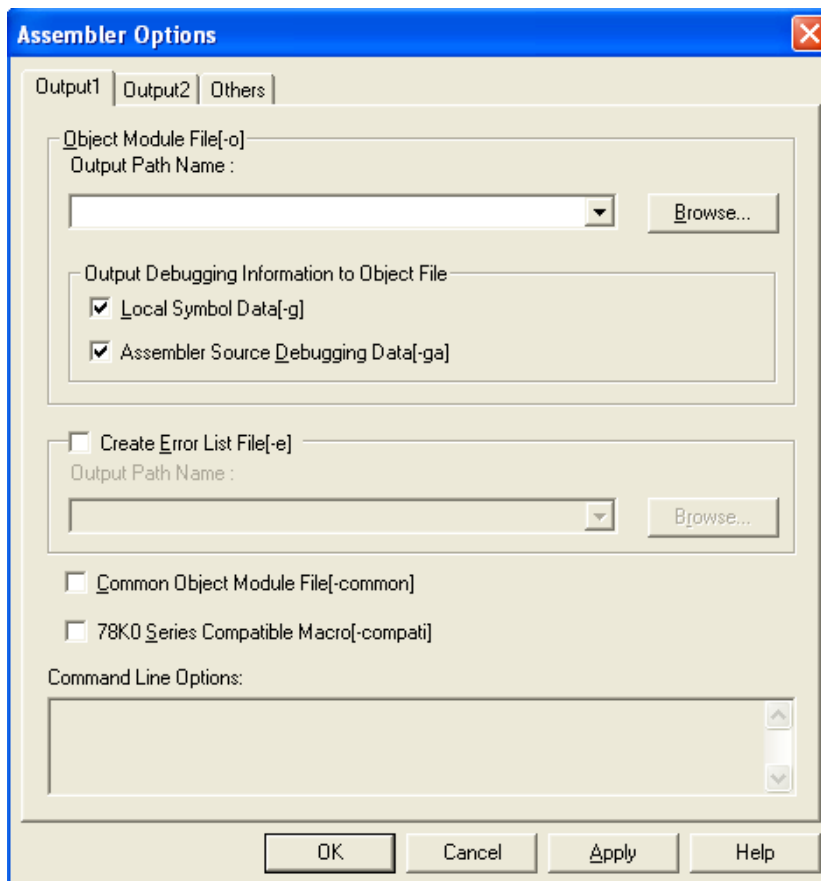 Assembler Options
Output1 Output2 Others
Object Module File[-o]
Output Path Name :
Browse...
Output Debugging Information to Object File
Local Symbol Data[-g]
Assembler Source Debugging Data[-ga]
Create Error List File[-e]
Output Path Name :
Browse...
Common Object Module File[-common]
78K0 Series Compatible Macro[-compati]
Command Line Options:
OK Cancel Apply Help